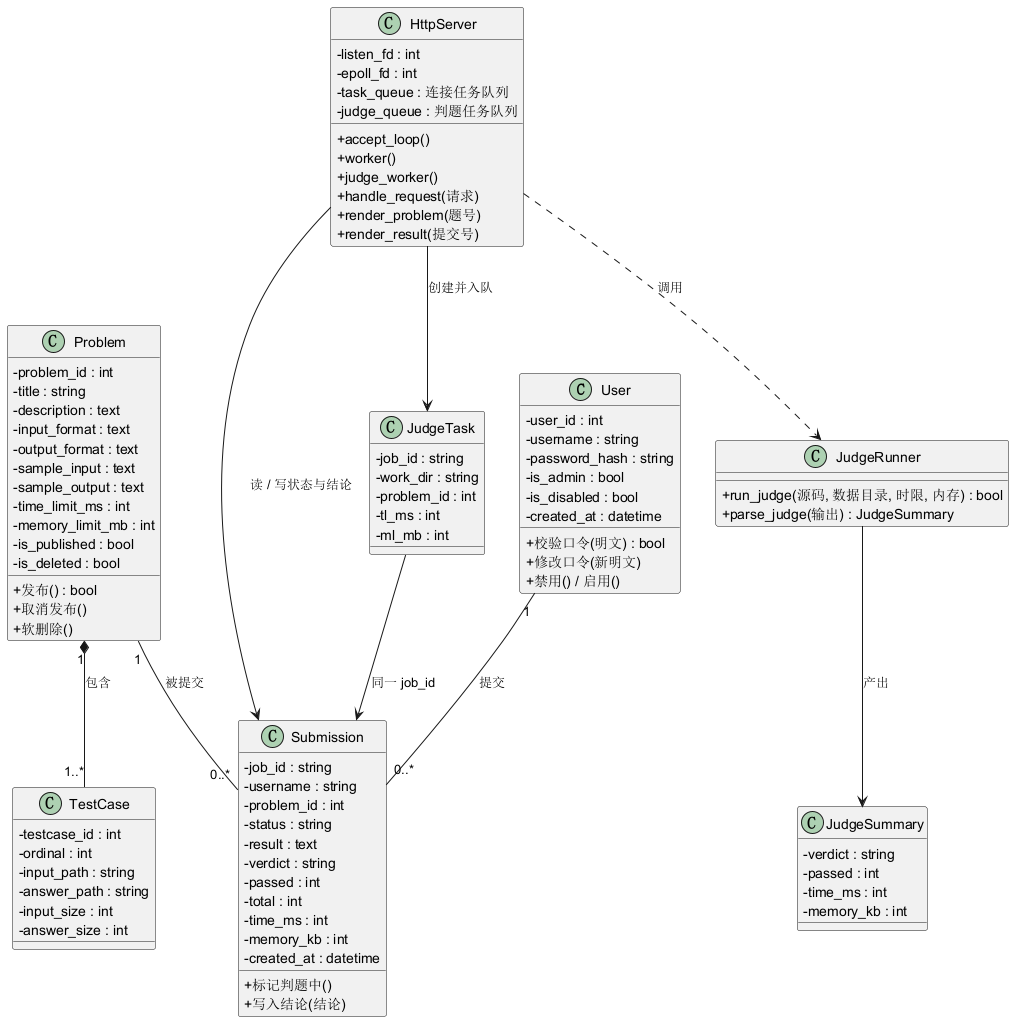 C HttpServer
-listen_fd : int
-epoll_fd : int
-task_queue : 连接任务队列
-judge_queue : 判题任务队列
+accept_loop()
+worker()
+judge_worker()
+handle_request(请求)
+render_problem(题号)
+render_result(提交号)
创建并入队
调用
读 / 写状态与结论
C Problem
-problem_id : int
-title : string
-description : text
-input_format : text
-output_format : text
-sample_input : text
-sample_output : text
-time_limit_ms : int
-memory_limit_mb : int
-is_published : bool
-is_deleted : bool
+发布() : bool
+取消发布()
+软删除()
C JudgeTask
-job_id : string
-work_dir : string
-problem_id : int
-tl_ms : int
-ml_mb : int
C User
-user_id : int
-username : string
-password_hash : string
-is_admin : bool
-is_disabled : bool
-created_at : datetime
+校验口令(明文) : bool
+修改口令(新明文)
+禁用() / 启用()
C JudgeRunner
+run_judge(源码, 数据目录, 时限, 内存) : bool
+parse_judge(输出) : JudgeSummary
1
包含
1..*
1
被提交
0..*
同一 job_id
1
提交
0..*
产出
C TestCase
-testcase_id : int
-ordinal : int
-input_path : string
-answer_path : string
-input_size : int
-answer_size : int
C Submission
-job_id : string
-username : string
-problem_id : int
-status : string
-result : text
-verdict : string
-passed : int
-total : int
-time_ms : int
-memory_kb : int
-created_at : datetime
+标记判题中()
+写入结论(结论)
C JudgeSummary
-verdict : string
-passed : int
-time_ms : int
-memory_kb : int